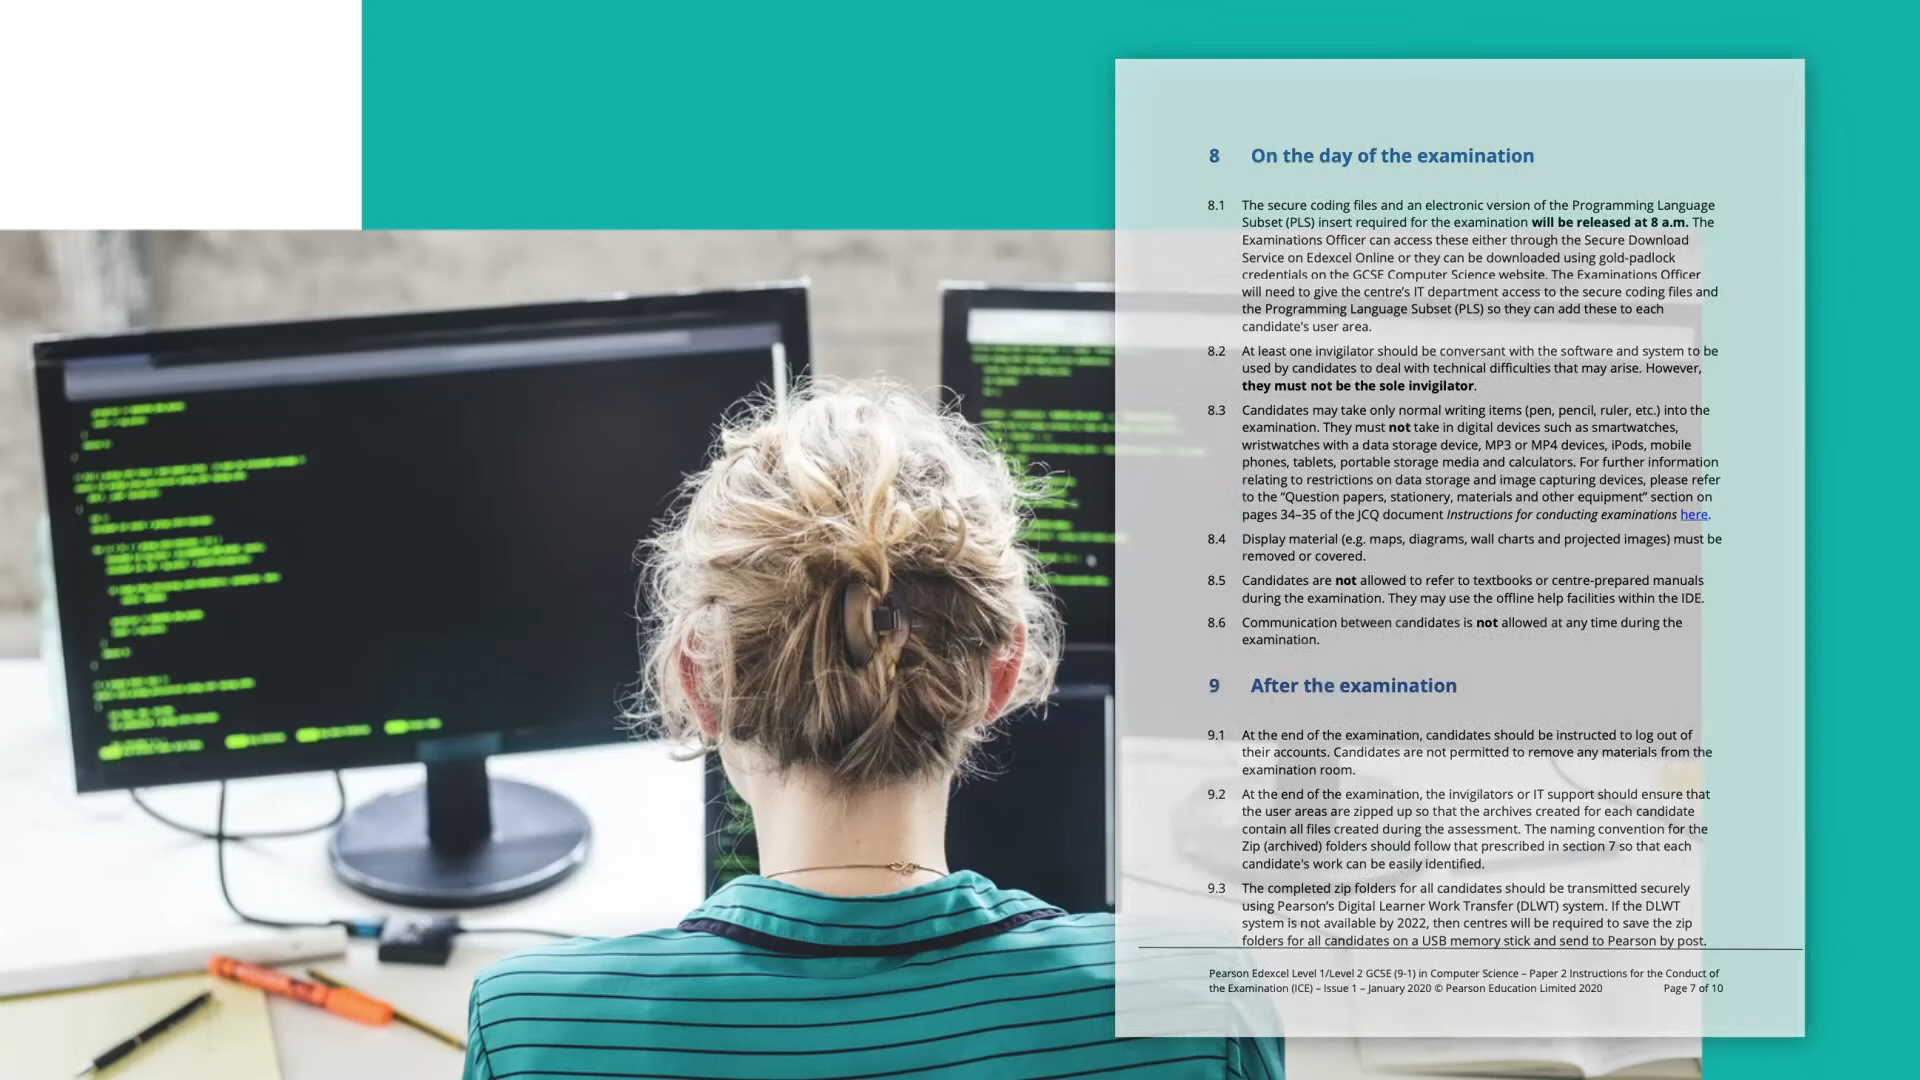 8 On the day of the examination
8.1 The secure coding files and an electronic version of the Programming Language
Subset (PLS) insert required for the examination will be released at 8 a.m. The
Examinations Officer can access these either through the Secure Download
Service on Edexcel Online or they can be downloaded using gold-padlock
credentials on the GCSE Computer Science website. The Examinations Officer
will need to give the centre's IT department access to the secure coding files and
the Programming Language Subset (PLS) so they can add these to each
candidate's user area.
8.2 At least one invigilator should be conversant with the software and system to be
used by candidates to deal with technical difficulties that may arise. However,
they must not be the sole invigilator.
8.3 Candidates may take only normal writing items (pen, pencil, ruler, etc.) into the
examination. They must not take in digital devices such as smartwatches,
wristwatches with a data storage device, MP3 or MP4 devices, iPods, mobile
phones, tablets, portable storage media and calculators. For further information
relating to restrictions on data storage and image capturing devices, please refer
to the “Question papers, stationery, materials and other equipment” section on
pages 34–35 of the JCQ document Instructions for conducting examinations here.
8.4 Display material (e.g. maps, diagrams, wall charts and projected images) must be
removed or covered.
8.5 Candidates are not allowed to refer to textbooks or centre-prepared manuals
during the examination. They may use the offline help facilities within the IDE.
8.6 Communication between candidates is not allowed at any time during the
examination.
9 After the examination
9.1 At the end of the examination, candidates should be instructed to log out of
their accounts. Candidates are not permitted to remove any materials from the
examination room.
9.2 At the end of the examination, the invigilators or IT support should ensure that
the user areas are zipped up so that the archives created for each candidate
contain all files created during the assessment. The naming convention for the
Zip (archived) folders should follow that prescribed in section 7 so that each
candidate's work can be easily identified.
9.3 The completed zip folders for all candidates should be transmitted securely
using Pearson's Digital Learner Work Transfer (DLWT) system. If the DLWT
system is not available by 2022, then centres will be required to save the zip
folders for all candidates on a USB memory stick and send to Pearson by post.
Pearson Edexcel Level 1/Level 2 GCSE (9-1) in Computer Science – Paper 2 Instructions for the Conduct of
the Examination (ICE) – Issue 1 – January 2020 © Pearson Education Limited 2020 Page 7 of 10